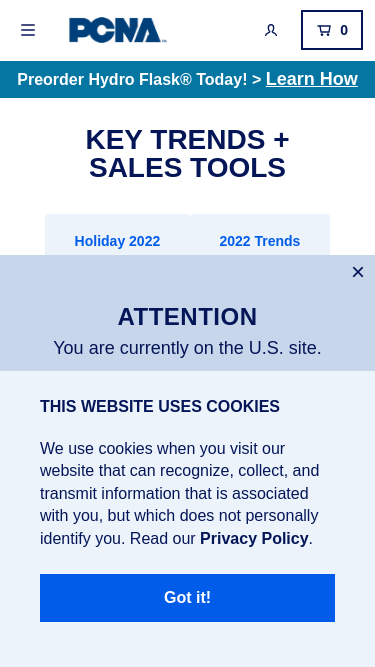 PCNA
0
Preorder Hydro Flask® Today! > Learn How
KEY TRENDS +
SALES TOOLS
Holiday 2022
2022 Trends
ATTENTION
You are currently on the U.S. site.
THIS WEBSITE USES COOKIES
We use cookies when you visit our
website that can recognize, collect, and
transmit information that is associated
with you, but which does not personally
identify you. Read our Privacy Policy.
Got it!